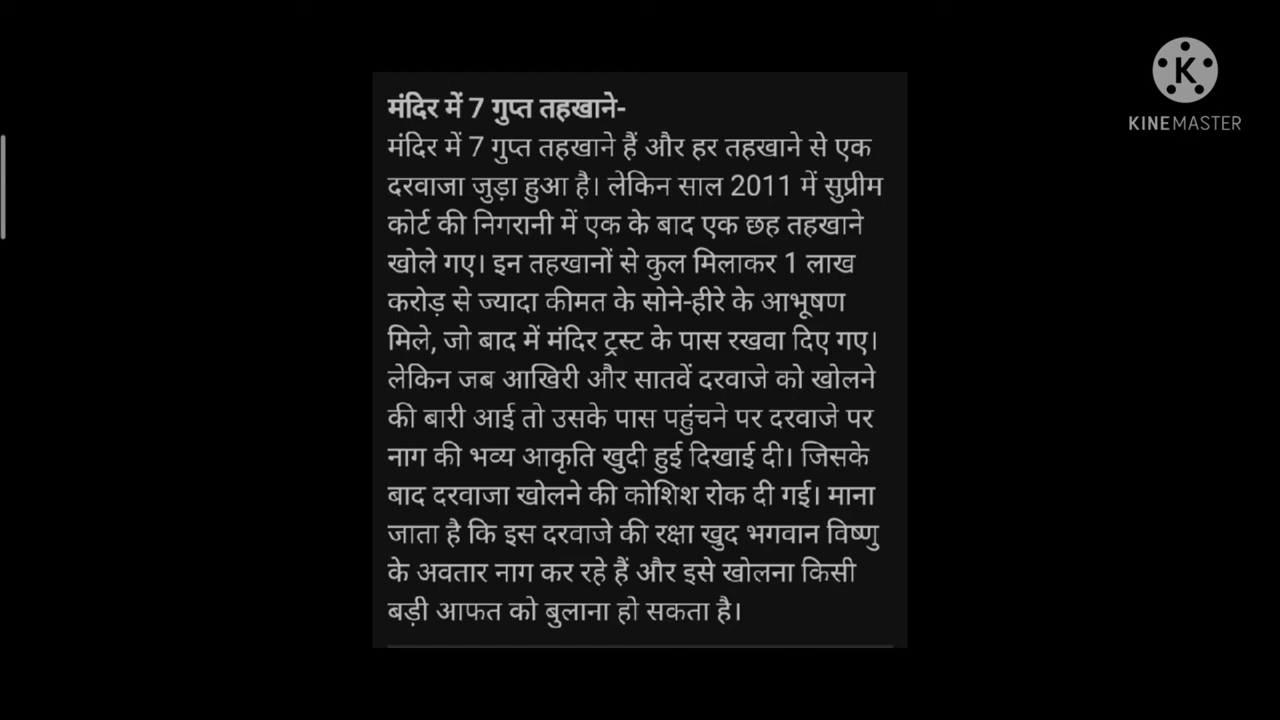 मंदिर में 7 गुप्त तहखाने-
मंदिर में 7 गुप्त तहखाने हैं और हर तहखाने से एक
दरवाजा जुड़ा हुआ है। लेकिन साल 2011 में सुप्रीम
कोर्ट की निगरानी में एक के बाद एक छह तहखाने
खोले गए। इन तहखानों से कुल मिलाकर 1 लाख
करोड़ से ज्यादा कीमत के सोने-हीरे के आभूषण
मिले, जो बाद में मंदिर ट्रस्ट के पास रखवा दिए गए।
लेकिन जब आखिरी और सातवें दरवाजे को खोलने
की बारी आई तो उसके पास पहुंचने पर दरवाजे पर
नाग की भव्य आकृति खुदी हुई दिखाई दी। जिसके
बाद दरवाजा खोलने की कोशिश रोक दी गई। माना
जाता है कि इस दरवाजे की रक्षा खुद भगवान विष्णु
के अवतार नाग कर रहे हैं और इसे खोलना किसी
बड़ी आफत को बुलाना हो सकता है।
K
KINEMASTER